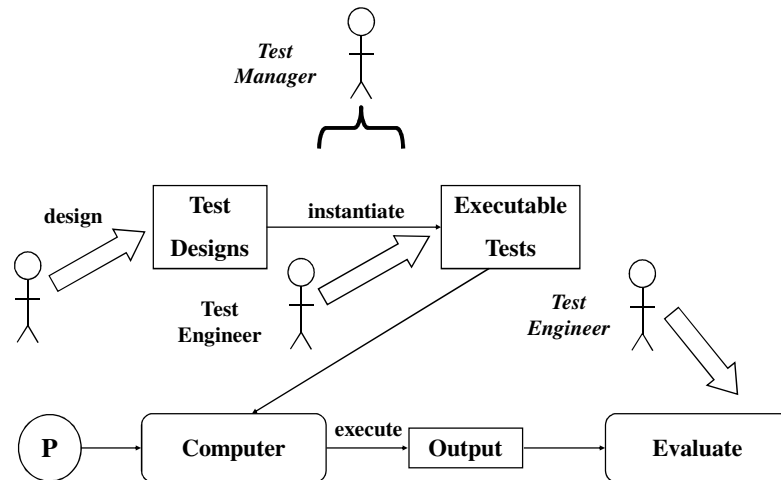 Test
Manager
design
Test
Designs
instantiate
Executable
Tests
Test
Engineer
Test
Engineer
P
Computer
execute
Output
Evaluate